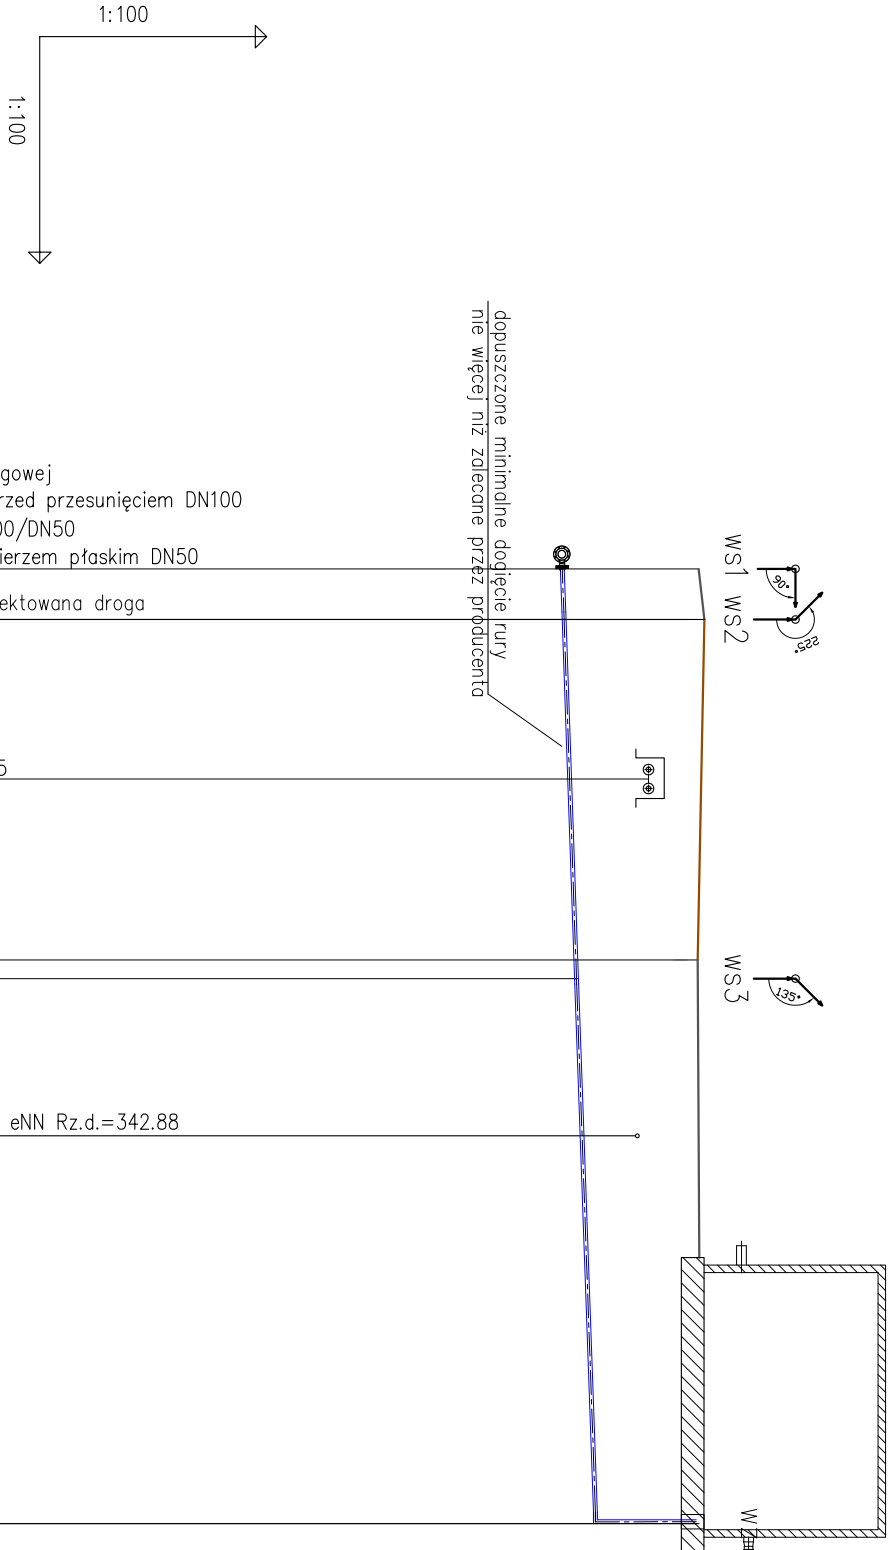 1:100
1:100
dopuszczone minimalne dogięcie rury
nie więcej niż zalecane przez producenta
gowej
rzed przesunięciem DN100
00/DN50
ierzem płaskim DN50
ektowana droga
WS1
90°
WS2
225°
5
WS3
135°
eNN Rz.d.=342.88
W